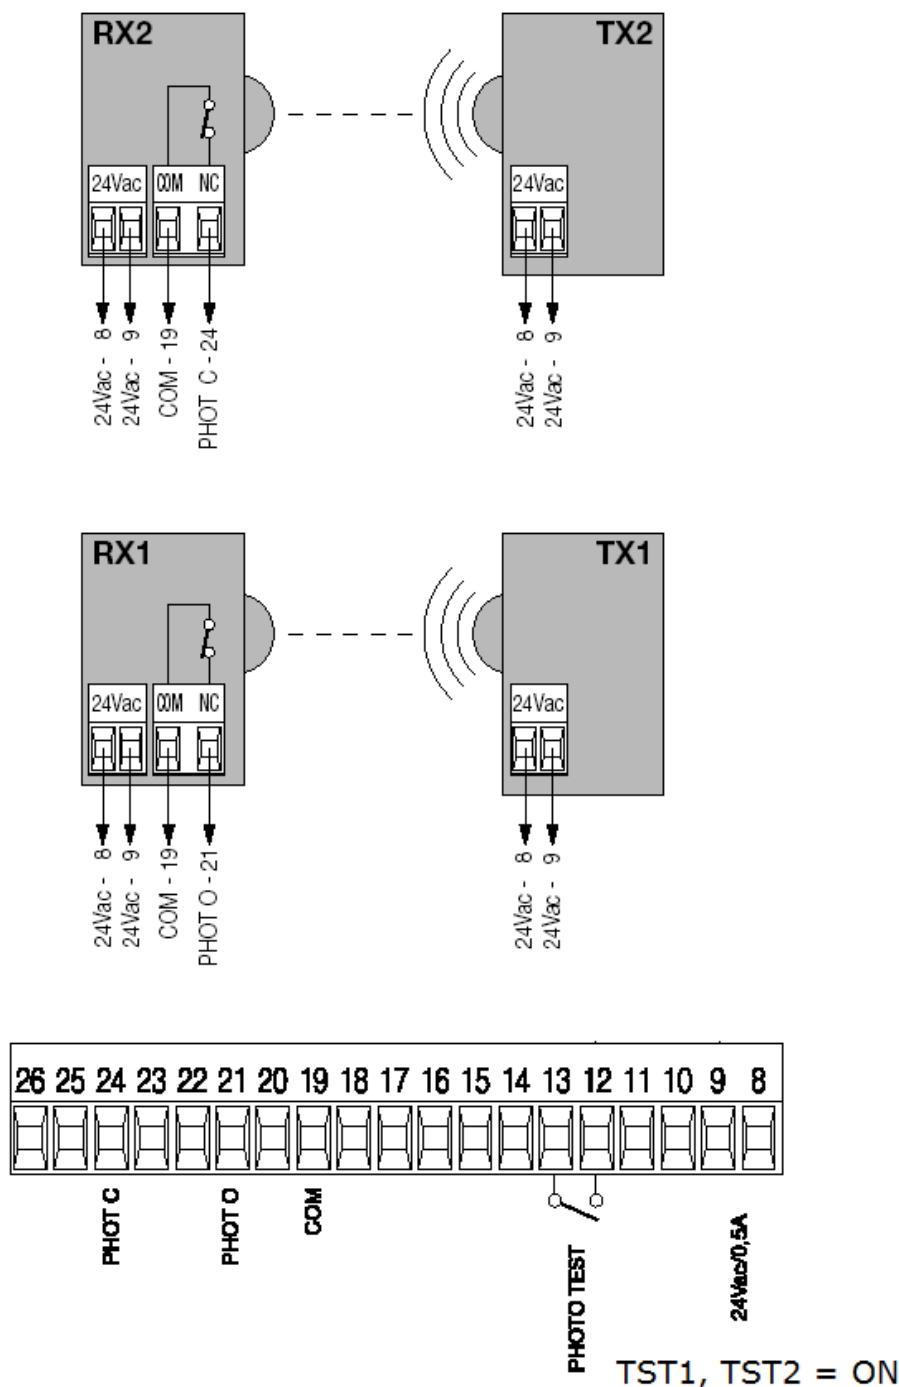 RX2 TX2
24Vac COM NC 24Vac
24Vac - 8
24Vac - 9
COM - 19
PHOT C - 24
24Vac - 8
24Vac - 9
RX1 TX1
24Vac COM NC 24Vac
24Vac - 8
24Vac - 9
COM - 19
PHOT O - 21
24Vac - 8
24Vac - 9
26 25 24 23 22 21 20 19 18 17 16 15 14 13 12 11 10 9 8
PHOT C
PHOT O
COM
PHOTO TEST
24Vac/0,5A
TST1, TST2 = ON